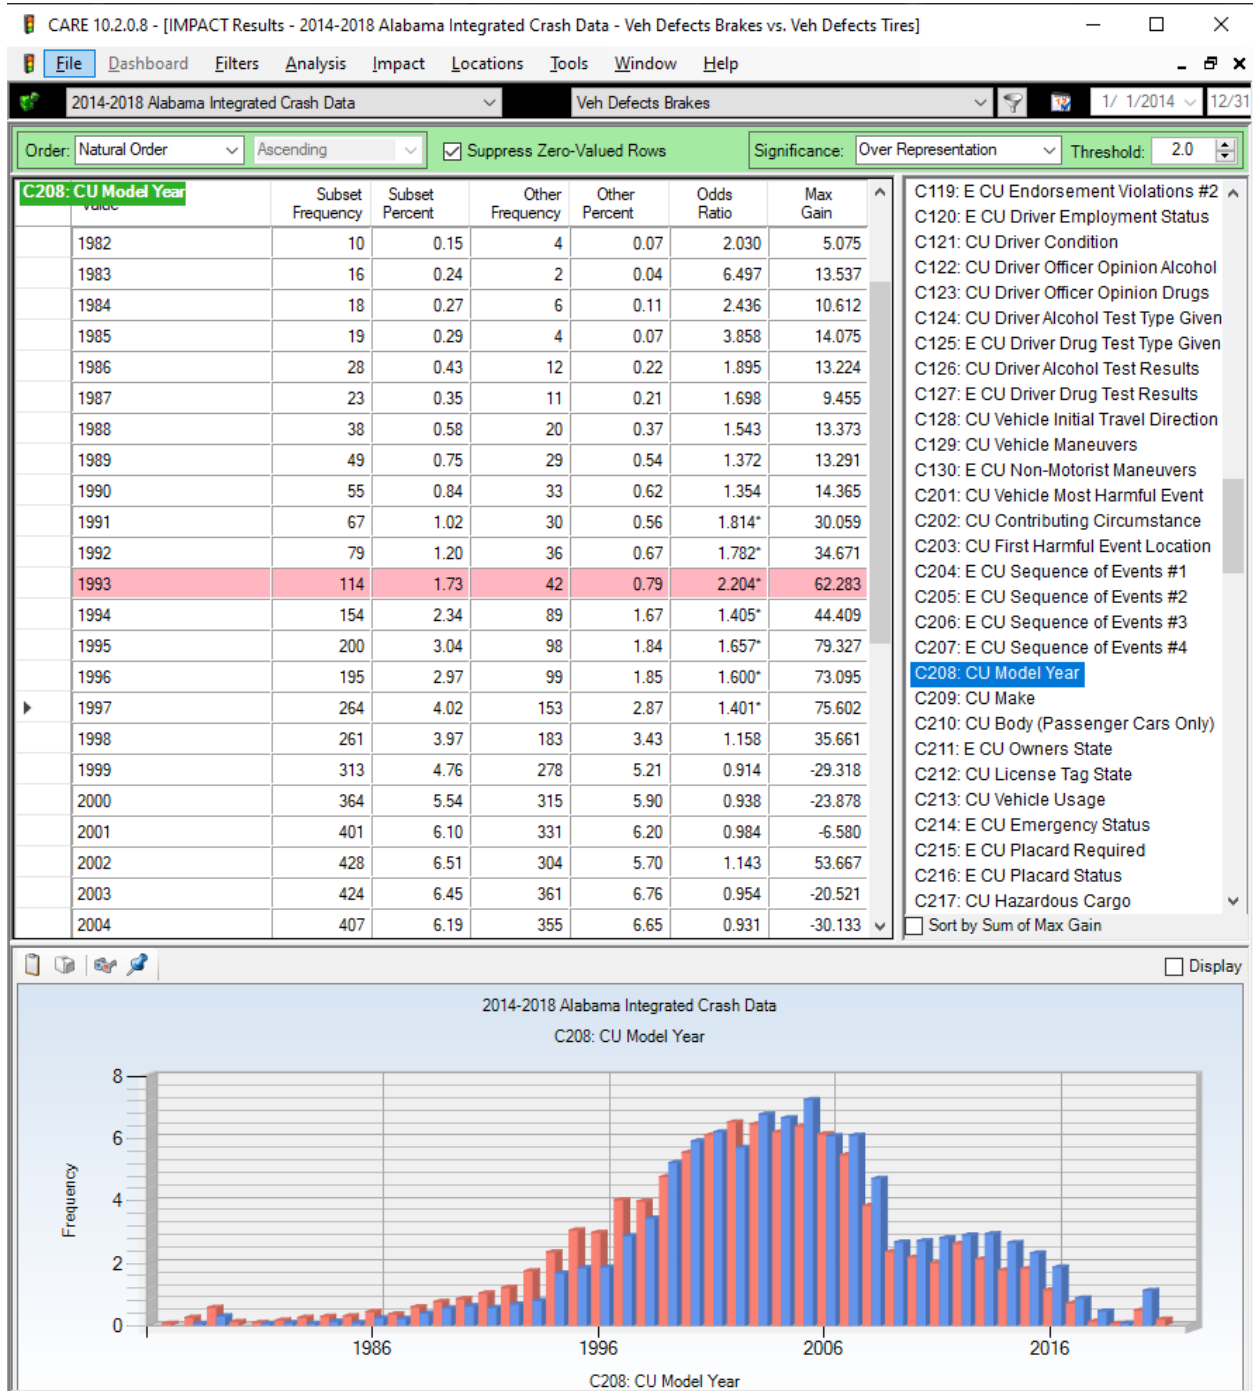 CARE 10.2.0.8 - [IMPACT Results - 2014-2018 Alabama Integrated Crash Data - Veh Defects Brakes vs. Veh Defects Tires]
File Dashboard Filters Analysis Impact Locations Tools Window Help
2014-2018 Alabama Integrated Crash Data Veh Defects Brakes 1/ 1/2014 12/31
Order: Natural Order Ascending Suppress Zero-Valued Rows Significance: Over Representation Threshold: 2.0
C208: CU Model Year
Value Subset Frequency Subset Percent Other Frequency Other Percent Odds Ratio Max Gain
1982 10 0.15 4 0.07 2.030 5.075
1983 16 0.24 2 0.04 6.497 13.537
1984 18 0.27 6 0.11 2.436 10.612
1985 19 0.29 4 0.07 3.858 14.075
1986 28 0.43 12 0.22 1.895 13.224
1987 23 0.35 11 0.21 1.698 9.455
1988 38 0.58 20 0.37 1.543 13.373
1989 49 0.75 29 0.54 1.372 13.291
1990 55 0.84 33 0.62 1.354 14.365
1991 67 1.02 30 0.56 1.814* 30.059
1992 79 1.20 36 0.67 1.782* 34.671
1993 114 1.73 42 0.79 2.204* 62.283
1994 154 2.34 89 1.67 1.405* 44.409
1995 200 3.04 98 1.84 1.657* 79.327
1996 195 2.97 99 1.85 1.600* 73.095
1997 264 4.02 153 2.87 1.401* 75.602
1998 261 3.97 183 3.43 1.158 35.661
1999 313 4.76 278 5.21 0.914 -29.318
2000 364 5.54 315 5.90 0.938 -23.878
2001 401 6.10 331 6.20 0.984 -6.580
2002 428 6.51 304 5.70 1.143 53.667
2003 424 6.45 361 6.76 0.954 -20.521
2004 407 6.19 355 6.65 0.931 -30.133
C119: E CU Endorsement Violations #2
C120: E CU Driver Employment Status
C121: CU Driver Condition
C122: CU Driver Officer Opinion Alcohol
C123: CU Driver Officer Opinion Drugs
C124: CU Driver Alcohol Test Type Given
C125: E CU Driver Drug Test Type Given
C126: CU Driver Alcohol Test Results
C127: E CU Driver Drug Test Results
C128: CU Vehicle Initial Travel Direction
C129: CU Vehicle Maneuvers
C130: E CU Non-Motorist Maneuvers
C201: CU Vehicle Most Harmful Event
C202: CU Contributing Circumstance
C203: CU First Harmful Event Location
C204: E CU Sequence of Events #1
C205: E CU Sequence of Events #2
C206: E CU Sequence of Events #3
C207: E CU Sequence of Events #4
C208: CU Model Year
C209: CU Make
C210: CU Body (Passenger Cars Only)
C211: E CU Owners State
C212: CU License Tag State
C213: CU Vehicle Usage
C214: E CU Emergency Status
C215: E CU Placard Required
C216: E CU Placard Status
C217: CU Hazardous Cargo
Sort by Sum of Max Gain
Display
2014-2018 Alabama Integrated Crash Data
C208: CU Model Year
8
6
4
2
0
Frequency
1986 1996 2006 2016
C208: CU Model Year